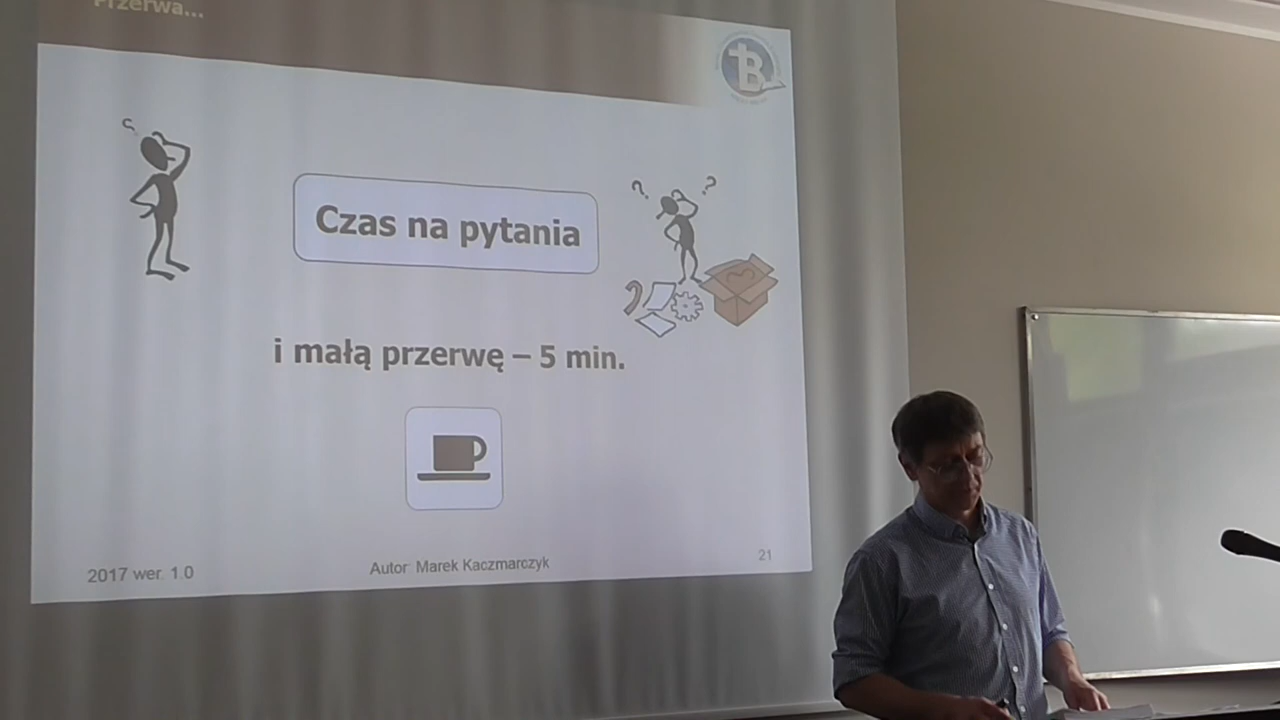 Przerwa...
Czas na pytania
i małą przerwę – 5 min.
2017 wer. 1.0
Autor: Marek Kaczmarczyk
21